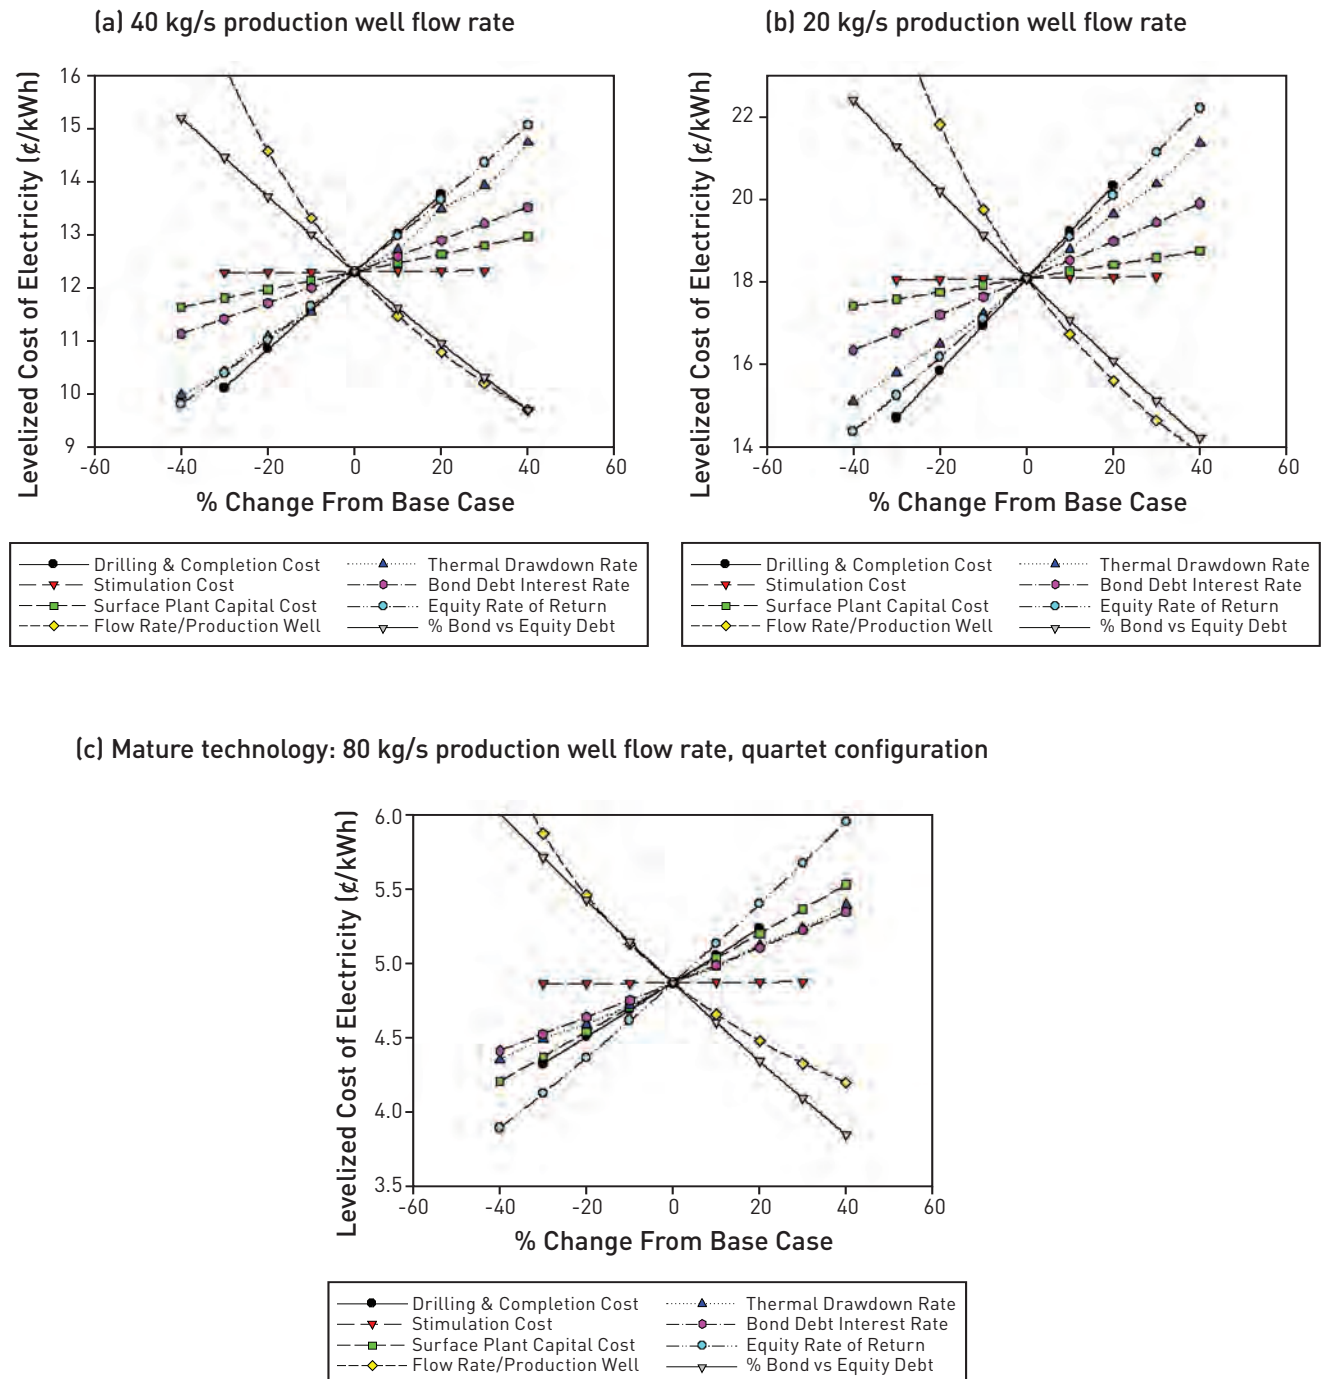 (a) 40 kg/s production well flow rate
Levelized Cost of Electricity (¢/kWh)
16
15
14
13
12
11
10
9
-60
-40
-20
0
20
40
60
% Change From Base Case
Drilling & Completion Cost
Stimulation Cost
Surface Plant Capital Cost
Flow Rate/Production Well
Thermal Drawdown Rate
Bond Debt Interest Rate
Equity Rate of Return
% Bond vs Equity Debt
(b) 20 kg/s production well flow rate
Levelized Cost of Electricity (¢/kWh)
22
20
18
16
14
-60
-40
-20
0
20
40
60
% Change From Base Case
Drilling & Completion Cost
Stimulation Cost
Surface Plant Capital Cost
Flow Rate/Production Well
Thermal Drawdown Rate
Bond Debt Interest Rate
Equity Rate of Return
% Bond vs Equity Debt
(c) Mature technology: 80 kg/s production well flow rate, quartet configuration
Levelized Cost of Electricity (¢/kWh)
6.0
5.5
5.0
4.5
4.0
3.5
-60
-40
-20
0
20
40
60
% Change From Base Case
Drilling & Completion Cost
Stimulation Cost
Surface Plant Capital Cost
Flow Rate/Production Well
Thermal Drawdown Rate
Bond Debt Interest Rate
Equity Rate of Return
% Bond vs Equity Debt